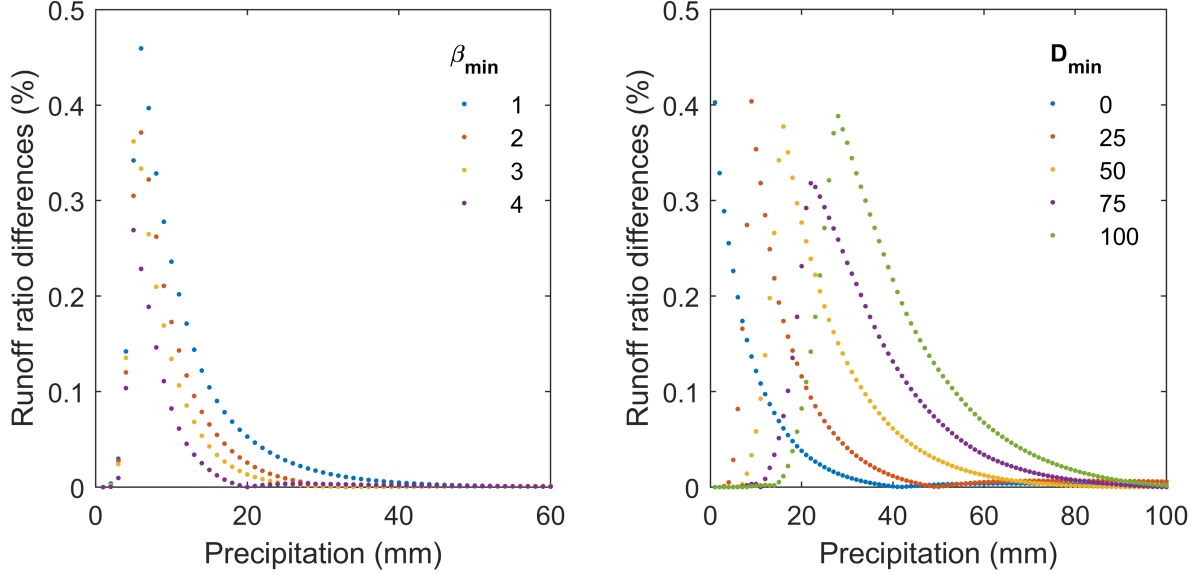 Runoff ratio differences (%)
0.5
0.4
0.3
0.2
0.1
0
β_min
1
2
3
4
0 20 40 60
Precipitation (mm)
Runoff ratio differences (%)
0.5
0.4
0.3
0.2
0.1
0
D_min
0
25
50
75
100
0 20 40 60 80 100
Precipitation (mm)